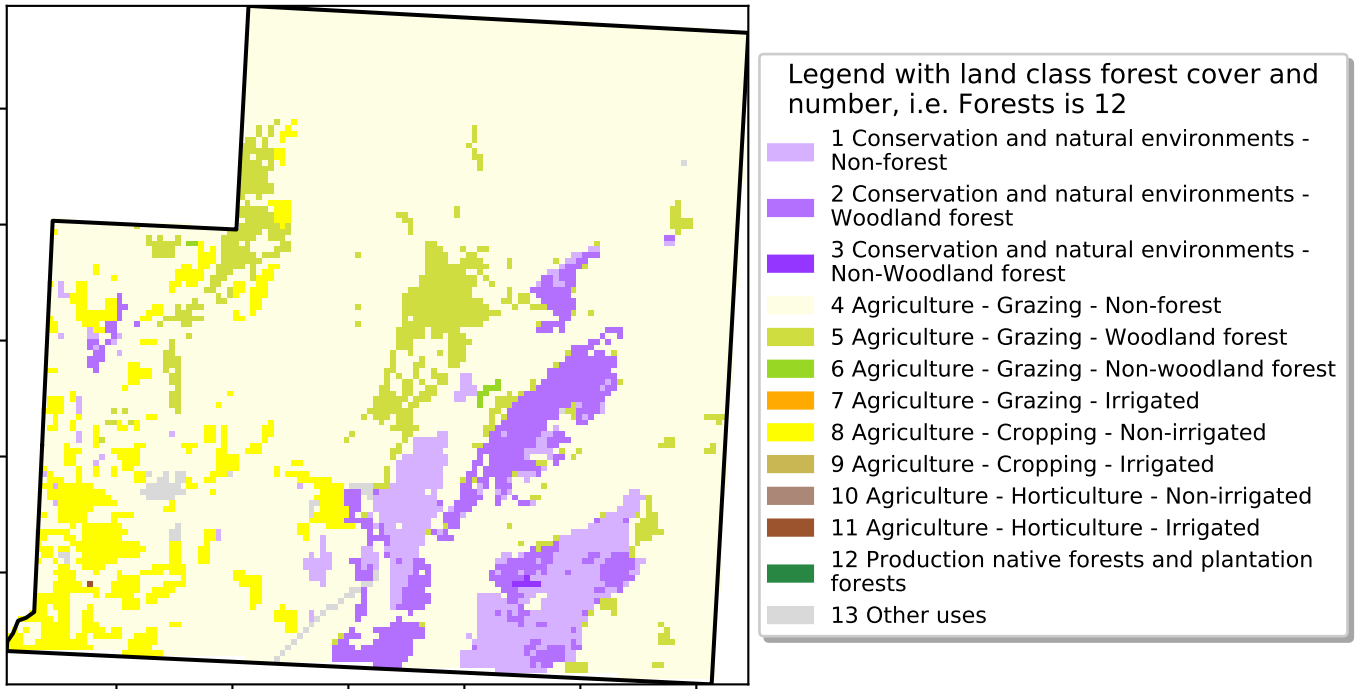 Legend with land class forest cover and
number, i.e. Forests is 12
1 Conservation and natural environments -
Non-forest
2 Conservation and natural environments -
Woodland forest
3 Conservation and natural environments -
Non-Woodland forest
4 Agriculture - Grazing - Non-forest
5 Agriculture - Grazing - Woodland forest
6 Agriculture - Grazing - Non-woodland forest
7 Agriculture - Grazing - Irrigated
8 Agriculture - Cropping - Non-irrigated
9 Agriculture - Cropping - Irrigated
10 Agriculture - Horticulture - Non-irrigated
11 Agriculture - Horticulture - Irrigated
12 Production native forests and plantation
forests
13 Other uses